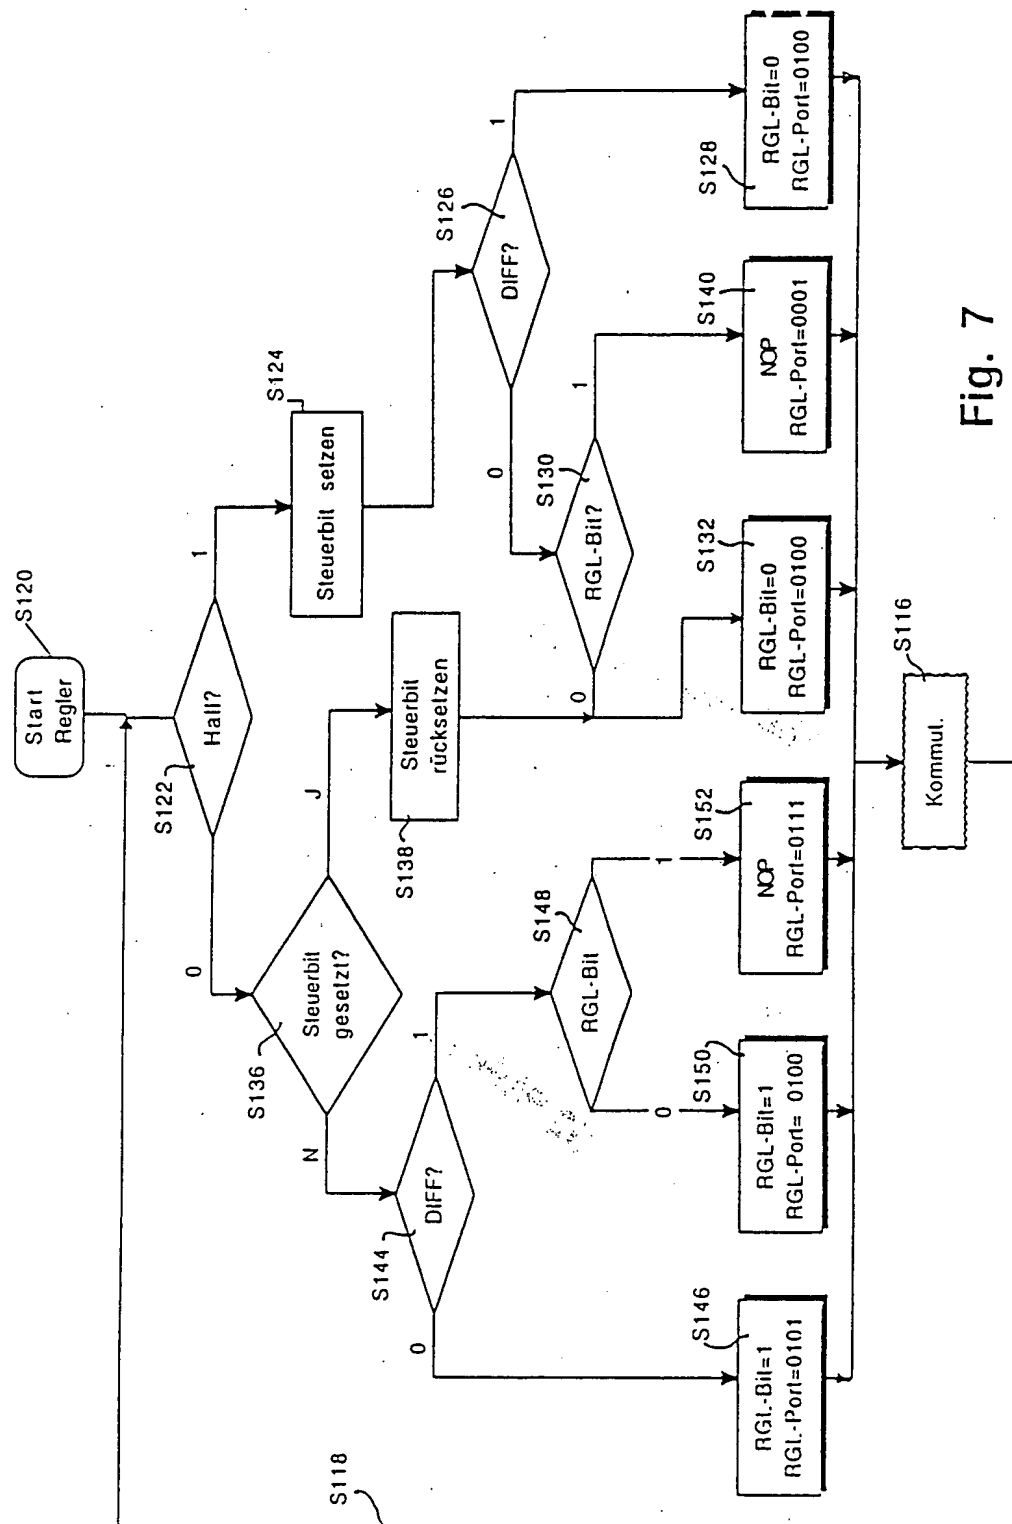 S120
Start
Regler
S122
Hall?
0
1
S124
Steuerbit setzen
S136
Steuerbit
gesetzt?
N
J
S138
Steuerbit
rücksetzen
S126
DIFF?
0
1
S144
DIFF?
0
1
S130
RGL-Bit?
0
1
S148
RGL-Bit
0
1
S146
RGL-Bit=1
RGL-Port=0101
S150
RGL-Bit=1
RGL-Port= 0100
S152
NOP
RGL-Port=0111
S132
RGL-Bit=0
RGL-Port=0100
S140
NOP
RGL-Port=0001
S128
RGL-Bit=0
RGL-Port=0100
S116
Kommut.
S118
Fig. 7